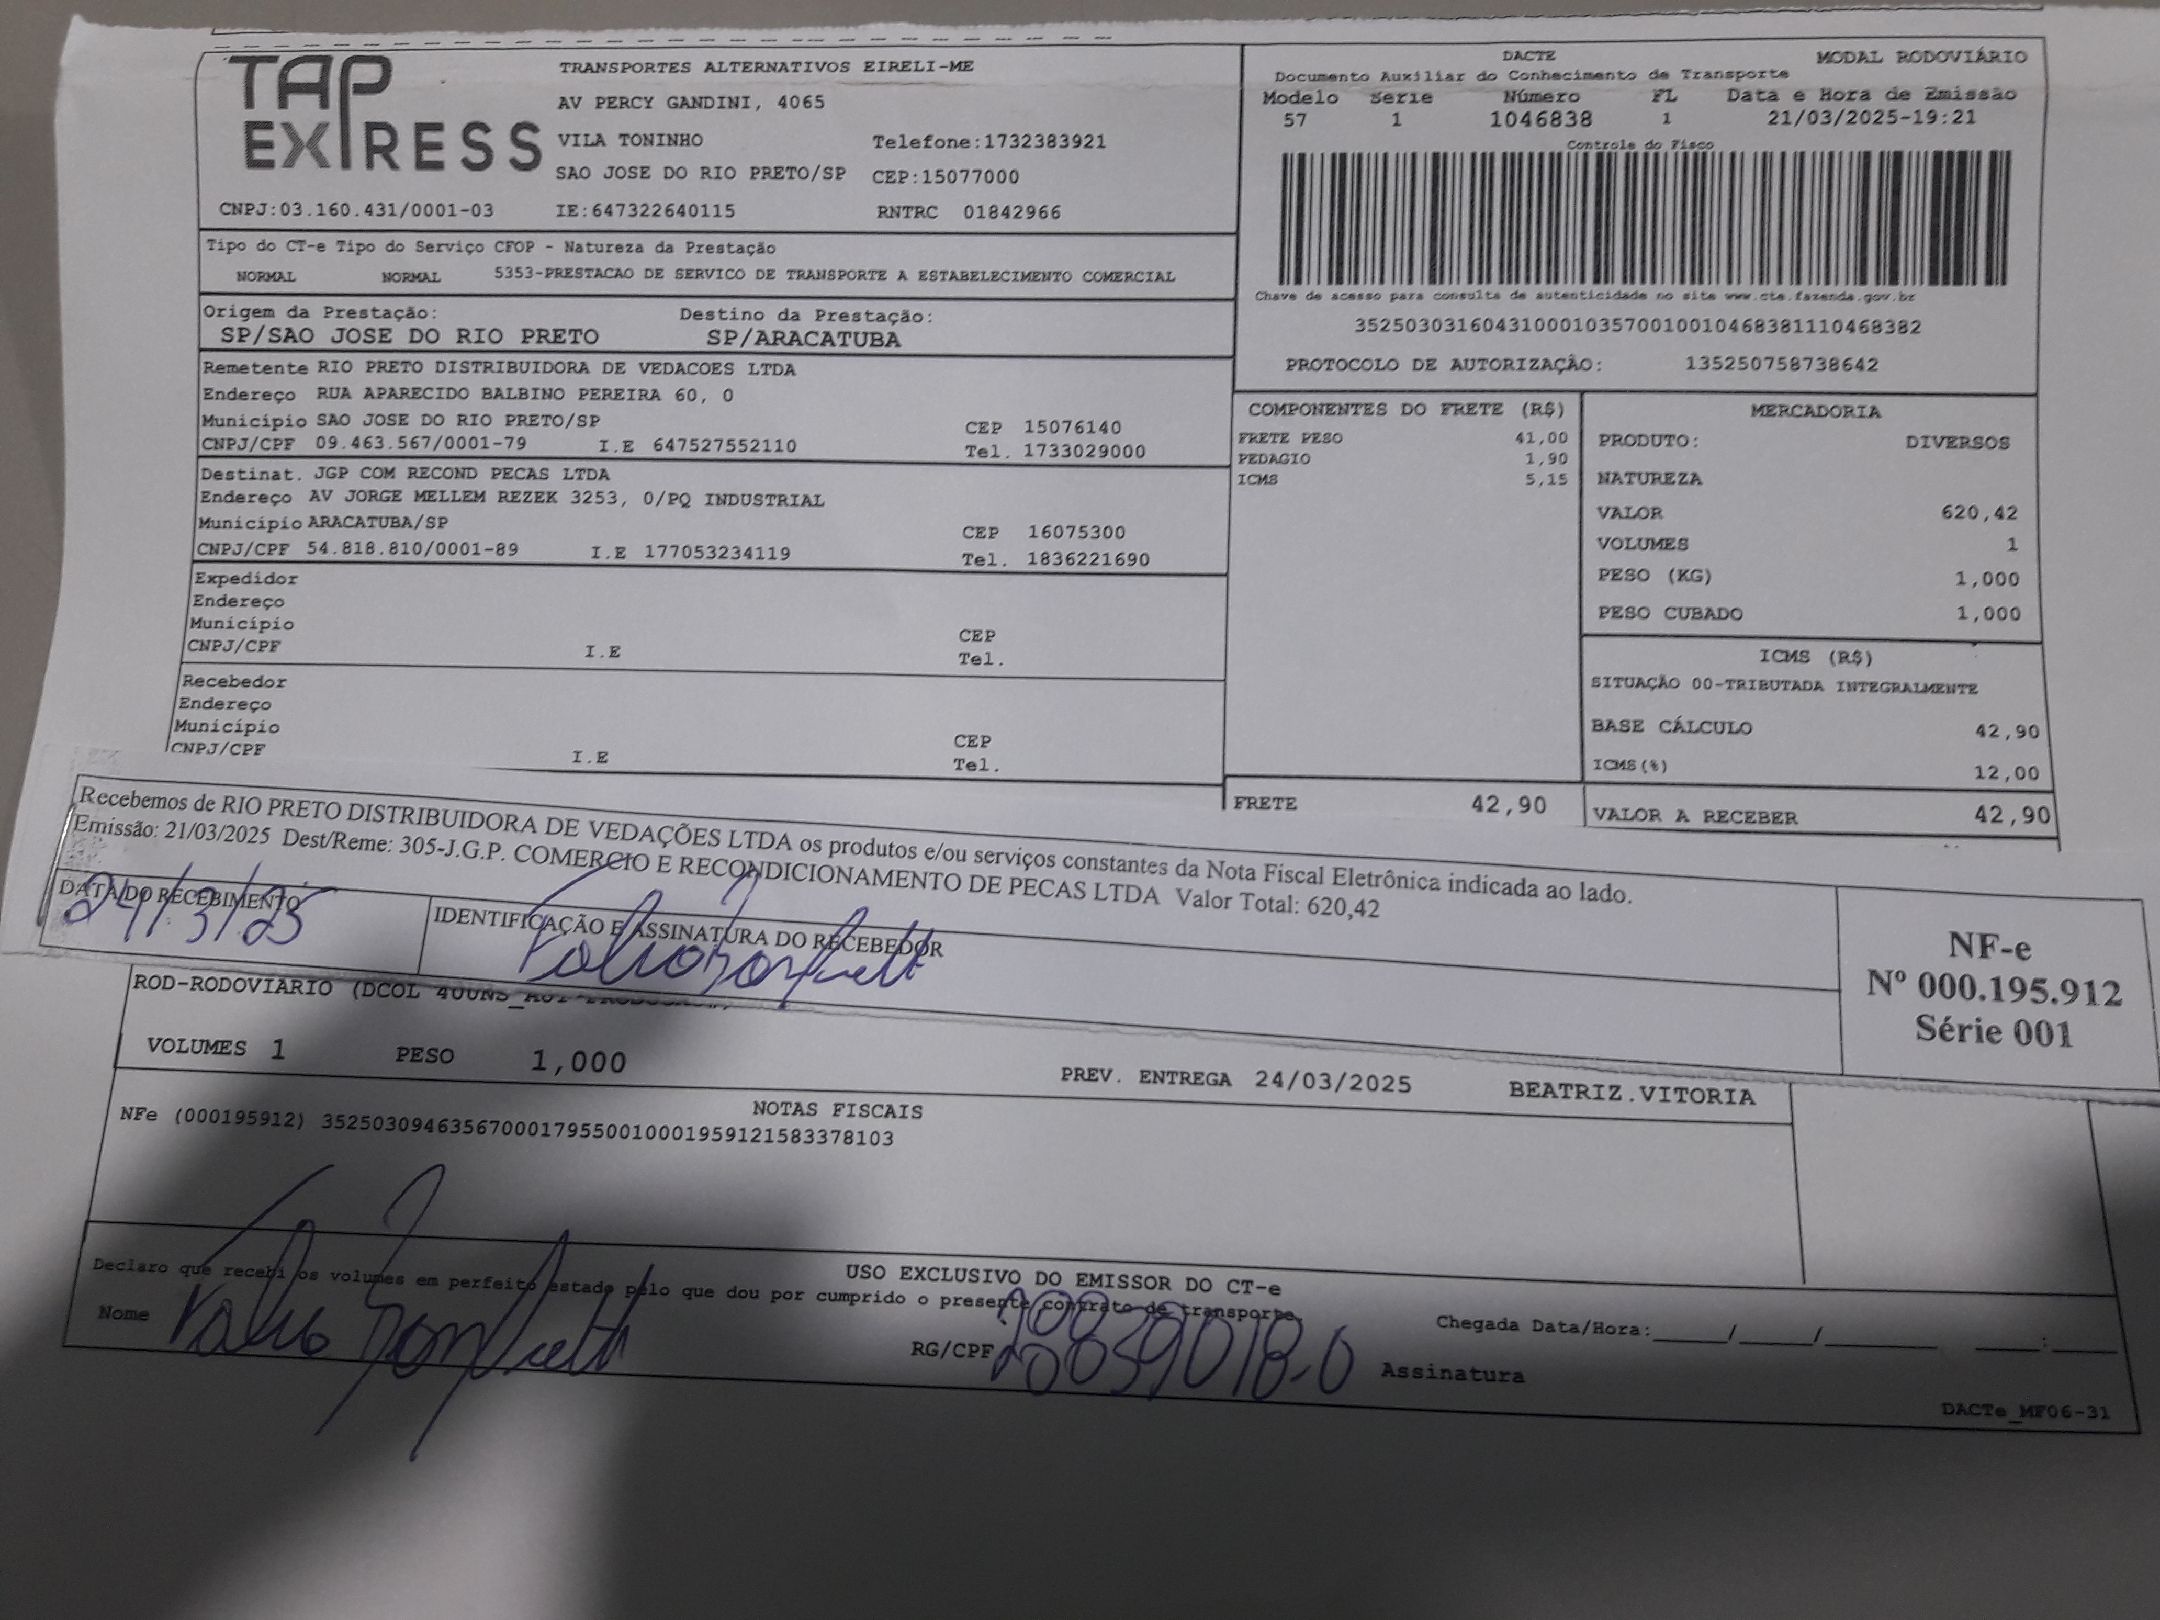 TAP EXPRESS
TRANSPORTES ALTERNATIVOS EIRELI-ME
AV PERCY GANDINI, 4065
VILA TONINHO Telefone:1732383921
SAO JOSE DO RIO PRETO/SP CEP:15077000
CNPJ:03.160.431/0001-03 IE:647322640115 RNTRC 01842966
DACTE MODAL RODOVIÁRIO
Documento Auxiliar do Conhecimento de Transporte
Modelo Serie Número FL Data e Hora de Emissão
57 1 1046838 1 21/03/2025-19:21
Controle do Fisco
Chave de acesso para consulta de autenticidade no site www.cte.fazenda.gov.br
35250303160431000103570010010468381110468382
PROTOCOLO DE AUTORIZAÇÃO: 135250758738642
Tipo do CT-e Tipo do Serviço CFOP - Natureza da Prestação
NORMAL NORMAL 5353-PRESTACAO DE SERVICO DE TRANSPORTE A ESTABELECIMENTO COMERCIAL
Origem da Prestação: Destino da Prestação:
SP/SAO JOSE DO RIO PRETO SP/ARACATUBA
Remetente RIO PRETO DISTRIBUIDORA DE VEDACOES LTDA
Endereço RUA APARECIDO BALBINO PEREIRA 60, 0
Município SAO JOSE DO RIO PRETO/SP CEP 15076140
CNPJ/CPF 09.463.567/0001-79 I.E 647527552110 Tel. 1733029000
Destinat. JGP COM RECOND PECAS LTDA
Endereço AV JORGE MELLEM REZEK 3253, 0/PQ INDUSTRIAL
Município ARACATUBA/SP CEP 16075300
CNPJ/CPF 54.818.810/0001-89 I.E 177053234119 Tel. 1836221690
Expedidor
Endereço
Município CEP
CNPJ/CPF I.E Tel.
Recebedor
Endereço
Município CEP
CNPJ/CPF I.E Tel.
COMPONENTES DO FRETE (R$)
FRETE PESO 41,00
PEDAGIO 1,90
ICMS 5,15
FRETE 42,90
MERCADORIA
PRODUTO: DIVERSOS
NATUREZA
VALOR 620,42
VOLUMES 1
PESO (KG) 1,000
PESO CUBADO 1,000
ICMS (R$)
SITUAÇÃO 00-TRIBUTADA INTEGRALMENTE
BASE CÁLCULO 42,90
ICMS(%) 12,00
VALOR A RECEBER 42,90
Recebemos de RIO PRETO DISTRIBUIDORA DE VEDAÇÕES LTDA os produtos e/ou serviços constantes da Nota Fiscal Eletrônica indicada ao lado.
Emissão: 21/03/2025 Dest/Reme: 305-J.G.P. COMERCIO E RECONDICIONAMENTO DE PECAS LTDA Valor Total: 620,42
DATA DO RECEBIMENTO IDENTIFICAÇÃO E ASSINATURA DO RECEBEDOR
24/3/25
NF-e
Nº 000.195.912
Série 001
ROD-RODOVIARIO (DCOL
VOLUMES 1 PESO 1,000 PREV. ENTREGA 24/03/2025 BEATRIZ.VITORIA
NOTAS FISCAIS
NFe (000195912) 35250309463567000179550010001959121583378103
USO EXCLUSIVO DO EMISSOR DO CT-e
Declaro que recebi os volumes em perfeito estado pelo que dou por cumprido o presente contrato de transporte.
Nome RG/CPF Chegada Data/Hora:_____/_____/________ ____:_____
Assinatura
DACTe_MF06-31